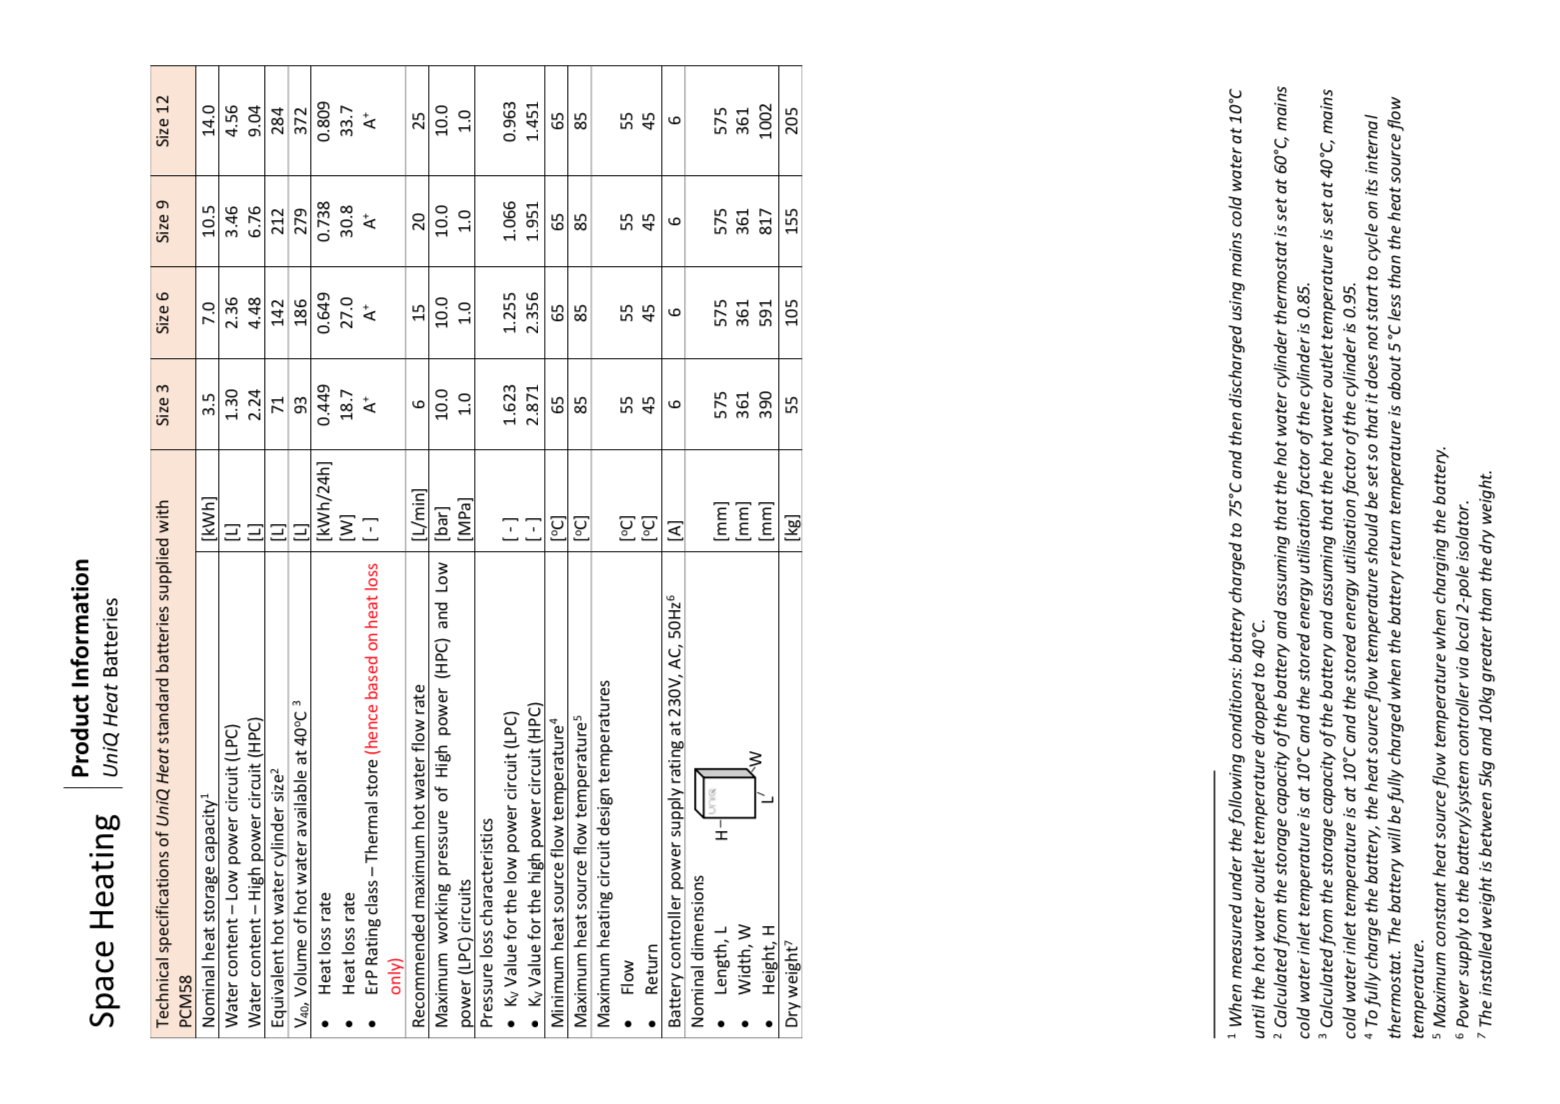 Space Heating
Product Information
UniQ Heat Batteries
Technical specifications of UniQ Heat standard batteries supplied with PCM58 Size 3 Size 6 Size 9 Size 12
Nominal heat storage capacity1 [kWh] 3.5 7.0 10.5 14.0
Water content – Low power circuit (LPC) [L] 1.30 2.36 3.46 4.56
Water content – High power circuit (HPC) [L] 2.24 4.48 6.76 9.04
Equivalent hot water cylinder size2 [L] 71 142 212 284
V40, Volume of hot water available at 40°C 3 [L] 93 186 279 372
• Heat loss rate [kWh/24h] 0.449 0.649 0.738 0.809
• Heat loss rate [W] 18.7 27.0 30.8 33.7
• ErP Rating class – Thermal store (hence based on heat loss only) [ - ] A+ A+ A+ A+
Recommended maximum hot water flow rate [L/min] 6 15 20 25
Maximum working pressure of High power (HPC) and Low [bar] 10.0 10.0 10.0 10.0
power (LPC) circuits [MPa] 1.0 1.0 1.0 1.0
Pressure loss characteristics
• KV Value for the low power circuit (LPC) [ - ] 1.623 1.255 1.066 0.963
• KV Value for the high power circuit (HPC) [ - ] 2.871 2.356 1.951 1.451
Minimum heat source flow temperature4 [°C] 65 65 65 65
Maximum heat source flow temperature5 [°C] 85 85 85 85
Maximum heating circuit design temperatures
• Flow [°C] 55 55 55 55
• Return [°C] 45 45 45 45
Battery controller power supply rating at 230V, AC, 50Hz6 [A] 6 6 6 6
Nominal dimensions
• Length, L [mm] 575 575 575 575
• Width, W [mm] 361 361 361 361
• Height, H [mm] 390 591 817 1002
H
UniQ
L
W
Dry weight7 [kg] 55 105 155 205
1 When measured under the following conditions: battery charged to 75°C and then discharged using mains cold water at 10°C
until the hot water outlet temperature dropped to 40°C.
2 Calculated from the storage capacity of the battery and assuming that the hot water cylinder thermostat is set at 60°C, mains
cold water inlet temperature is at 10°C and the stored energy utilisation factor of the cylinder is 0.85.
3 Calculated from the storage capacity of the battery and assuming that the hot water outlet temperature is set at 40°C, mains
cold water inlet temperature is at 10°C and the stored energy utilisation factor of the cylinder is 0.95.
4 To fully charge the battery, the heat source flow temperature should be set so that it does not start to cycle on its internal
thermostat. The battery will be fully charged when the battery return temperature is about 5°C less than the heat source flow
temperature.
5 Maximum constant heat source flow temperature when charging the battery.
6 Power supply to the battery/system controller via local 2-pole isolator.
7 The installed weight is between 5kg and 10kg greater than the dry weight.